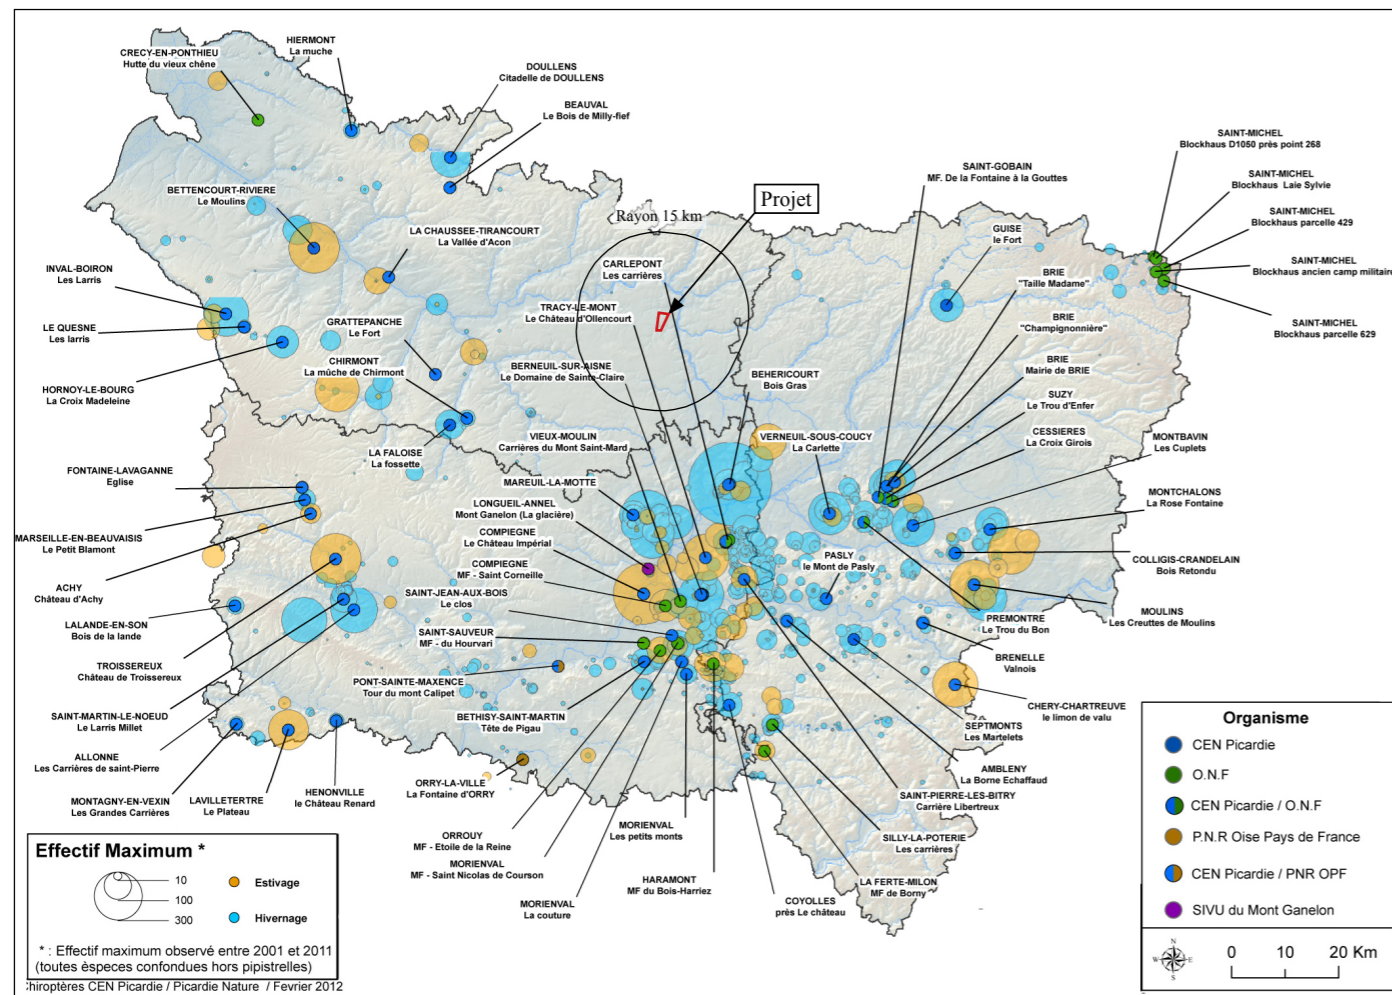 CRECY-EN-PONTHIEU
Hutte du vieux chêne
HIERMONT
La muche
DOULLENS
Citadelle de DOULLENS
BEAUVAL
Le Bois de Milly-fief
SAINT-MICHEL
Blockhaus D1050 près point 268
SAINT-MICHEL
Blockhaus Laie Sylvie
SAINT-MICHEL
Blockhaus parcelle 429
SAINT-MICHEL
Blockhaus ancien camp militaire
SAINT-MICHEL
Blockhaus parcelle 629
SAINT-GOBAIN
MF. De la Fontaine à la Gouttes
BETTENCOURT-RIVIERE
Le Moulins
Projet
Rayon 15 km
GUISE
le Fort
LA CHAUSSEE-TIRANCOURT
La Vallée d'Acon
INVAL-BOIRON
Les Larris
CARLEPONT
Les carrières
BRIE
"Taille Madame"
TRACY-LE-MONT
Le Château d'Ollencourt
LE QUESNE
Les larris
GRATTEPANCHE
Le Fort
BRIE
"Champignonnière"
CHIRMONT
La mûche de Chirmont
BERNEUIL-SUR-AISNE
Le Domaine de Sainte-Claire
BEHERICOURT
Bois Gras
BRIE
Mairie de BRIE
HORNOY-LE-BOURG
La Croix Madeleine
SUZY
Le Trou d'Enfer
VIEUX-MOULIN
Carrières du Mont Saint-Mard
VERNEUIL-SOUS-COUCY
La Carlette
CESSIERES
La Croix Girois
MONTBAVIN
Les Cuplets
LA FALOISE
La fossette
FONTAINE-LAVAGANNE
Eglise
MAREUIL-LA-MOTTE
MONTCHALONS
La Rose Fontaine
LONGUEIL-ANNEL
Mont Ganelon (La glacière)
MARSEILLE-EN-BEAUVAISIS
Le Petit Blamont
COMPIEGNE
Le Château Impérial
COLLIGIS-CRANDELAIN
Bois Retondu
PASLY
le Mont de Pasly
COMPIEGNE
MF - Saint Corneille
ACHY
Château d'Achy
SAINT-JEAN-AUX-BOIS
Le clos
MOULINS
Les Creuttes de Moulins
LALANDE-EN-SON
Bois de la lande
PREMONTRE
Le Trou du Bon
SAINT-SAUVEUR
MF - du Hourvari
BRENELLE
Valnois
TROISSEREUX
Château de Troissereux
PONT-SAINTE-MAXENCE
Tour du mont Calipet
CHERY-CHARTREUVE
le limon de valu
SAINT-MARTIN-LE-NOEUD
Le Larris Millet
BETHISY-SAINT-MARTIN
Tête de Pigau
SEPTMONTS
Les Martelets
ALLONNE
Les Carrières de saint-Pierre
AMBLENY
La Borne Echaffaud
MONTAGNY-EN-VEXIN
Les Grandes Carrières
LAVILLETERTRE
Le Plateau
HENONVILLE
le Château Renard
ORRY-LA-VILLE
La Fontaine d'ORRY
SAINT-PIERRE-LES-BITRY
Carrière Libertreux
MORIENVAL
Les petits monts
ORROUY
MF - Etoile de la Reine
SILLY-LA-POTERIE
Les carrières
MORIENVAL
MF - Saint Nicolas de Courson
HARAMONT
MF du Bois-Harriez
LA FERTE-MILON
MF de Borny
MORIENVAL
La couture
COYOLLES
près Le château
Effectif Maximum *
10
100
300
Estivage
Hivernage
* : Effectif maximum observé entre 2001 et 2011
(toutes èspeces confondues hors pipistrelles)
hiroptères CEN Picardie / Picardie Nature / Fevrier 2012
Organisme
CEN Picardie
O.N.F
CEN Picardie / O.N.F
P.N.R Oise Pays de France
CEN Picardie / PNR OPF
SIVU du Mont Ganelon
N
W E
S
0 10 20 Km